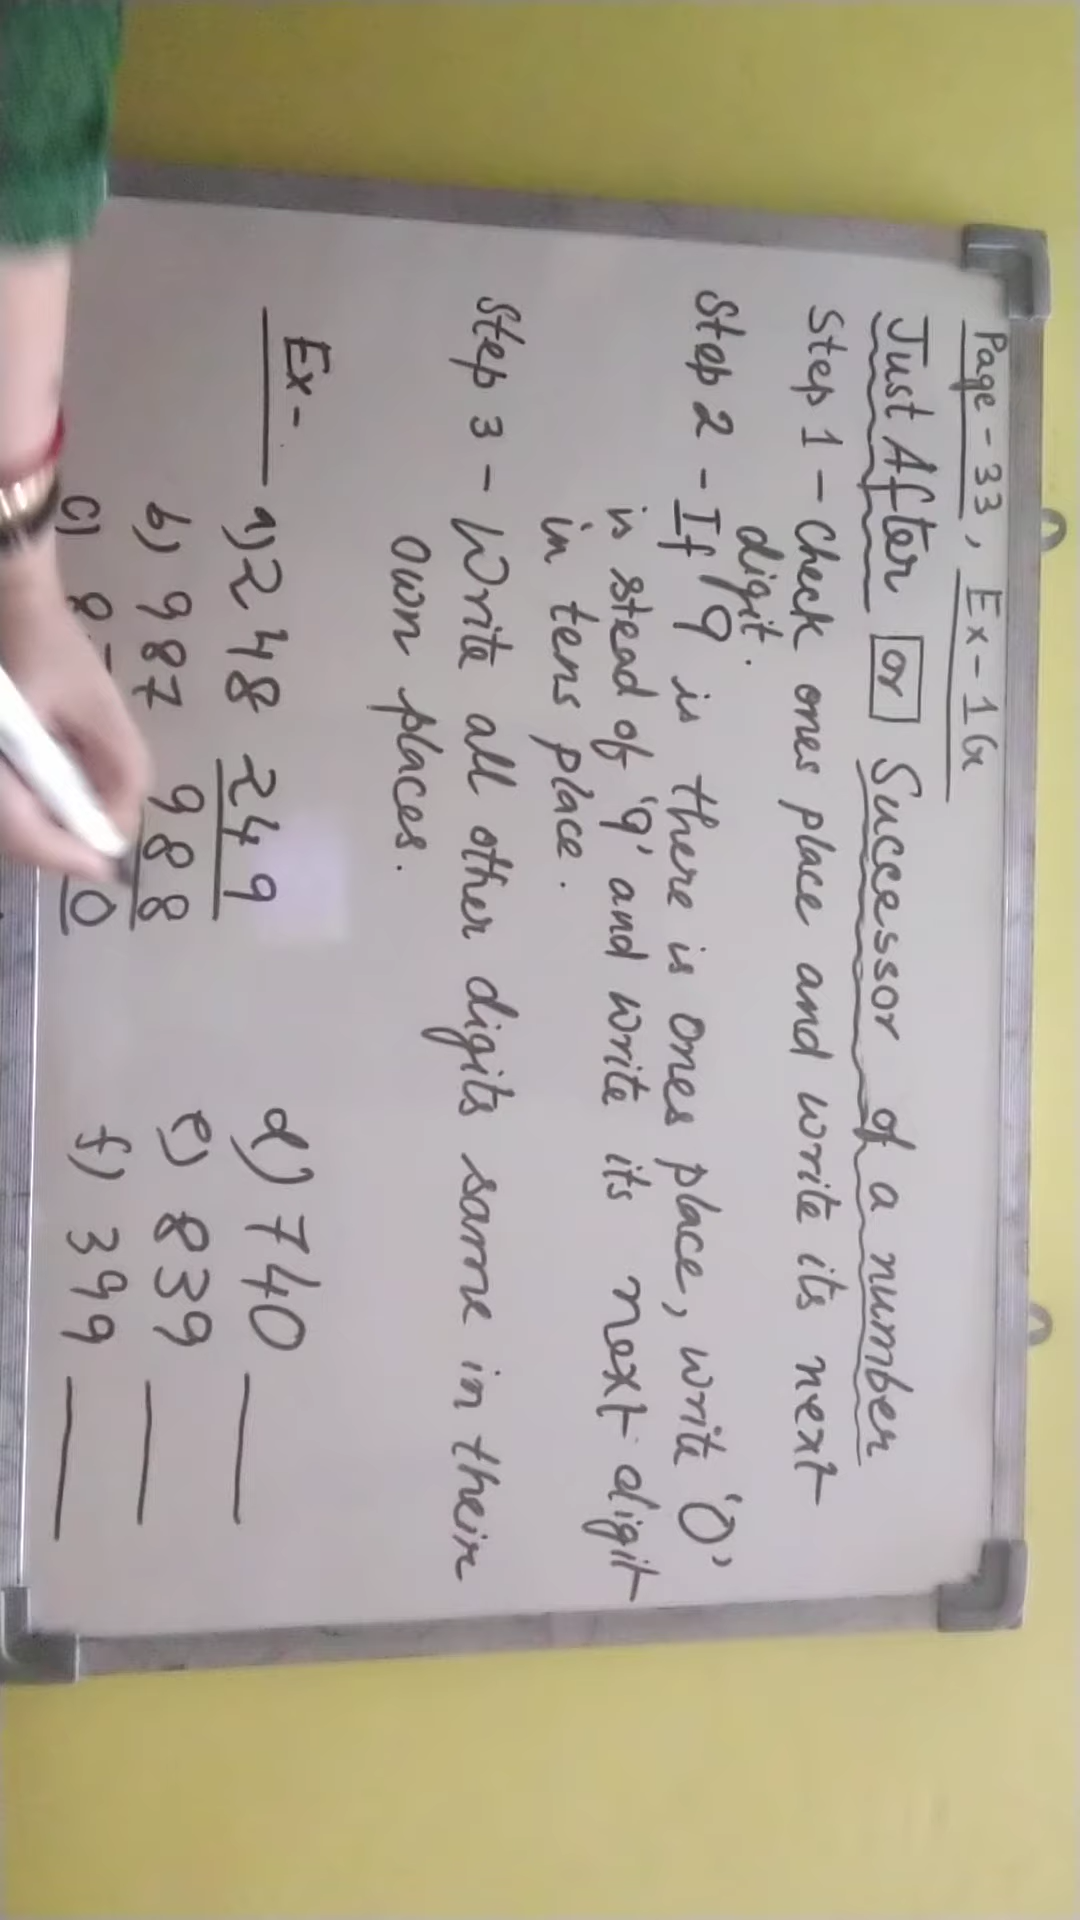 Page - 33, Ex - 1G
Just After or Successor of a number
Step 1 - Check ones place and write its next
digit.
Step 2 - If 9 is there is ones place, write '0'
is stead of '9' and write its next digit
in tens place.
Step 3 - Write all other digits same in their
own places.
Ex -
a) 248 249 d) 740
b) 987 988 e) 839
c) 0 f) 399